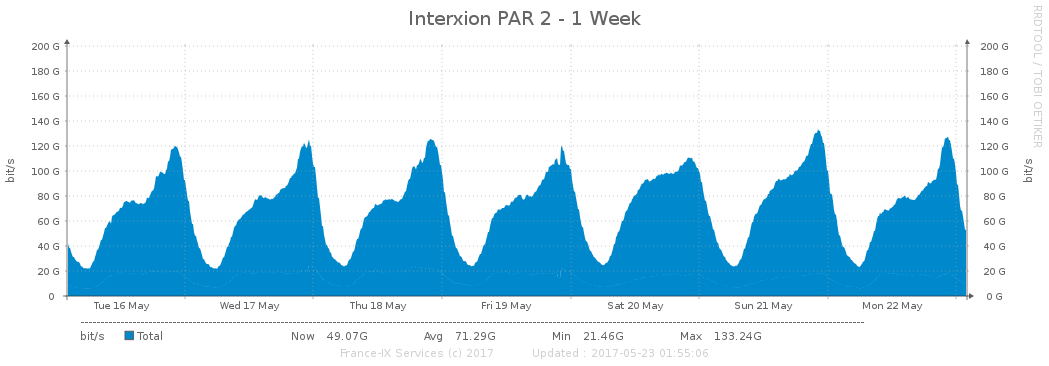 Interxion PAR 2 - 1 Week
RRDTOOL / TOBI OETIKER
200 G 200 G
180 G 180 G
160 G 160 G
140 G 140 G
120 G 120 G
100 G 100 G
80 G 80 G
60 G 60 G
40 G 40 G
20 G 20 G
0 0 G
bit/s bit/s
Tue 16 May Wed 17 May Thu 18 May Fri 19 May Sat 20 May Sun 21 May Mon 22 May
bit/s Total Now 49.07G Avg 71.29G Min 21.46G Max 133.24G
France-IX Services (c) 2017 Updated : 2017-05-23 01:55:06